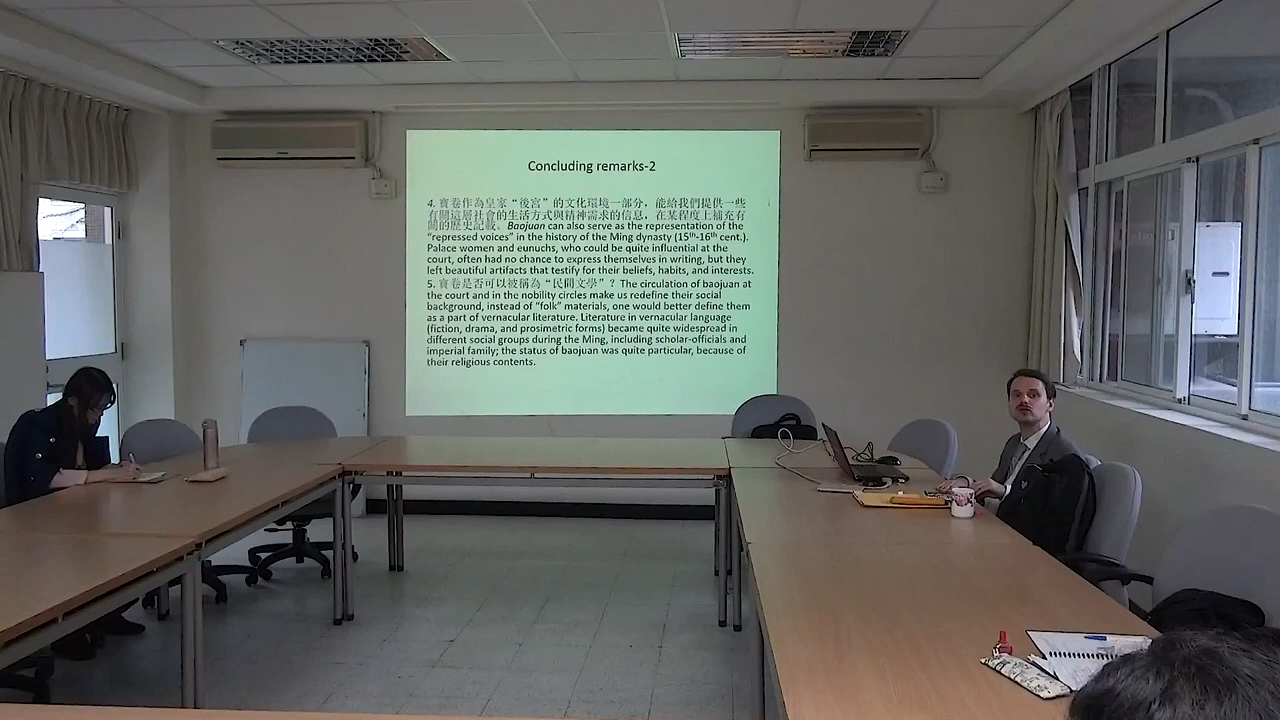 Concluding remarks-2
4. 寶卷作為皇家“後宮”的文化環境一部分，能給我們提供一些
有關這層社會的生活方式與精神需求的信息，在某程度上補充有
關的歷史記載。Baojuan can also serve as the representation of the
“repressed voices” in the history of the Ming dynasty (15th-16th cent.).
Palace women and eunuchs, who could be quite influential at the
court, often had no chance to express themselves in writing, but they
left beautiful artifacts that testify for their beliefs, habits, and interests.
5. 寶卷是否可以被稱為“民間文學”? The circulation of baojuan at
the court and in the nobility circles make us redefine their social
background, instead of “folk” materials, one would better define them
as a part of vernacular literature. Literature in vernacular language
(fiction, drama, and prosimetric forms) became quite widespread in
different social groups during the Ming, including scholar-officials and
imperial family; the status of baojuan was quite particular, because of
their religious contents.